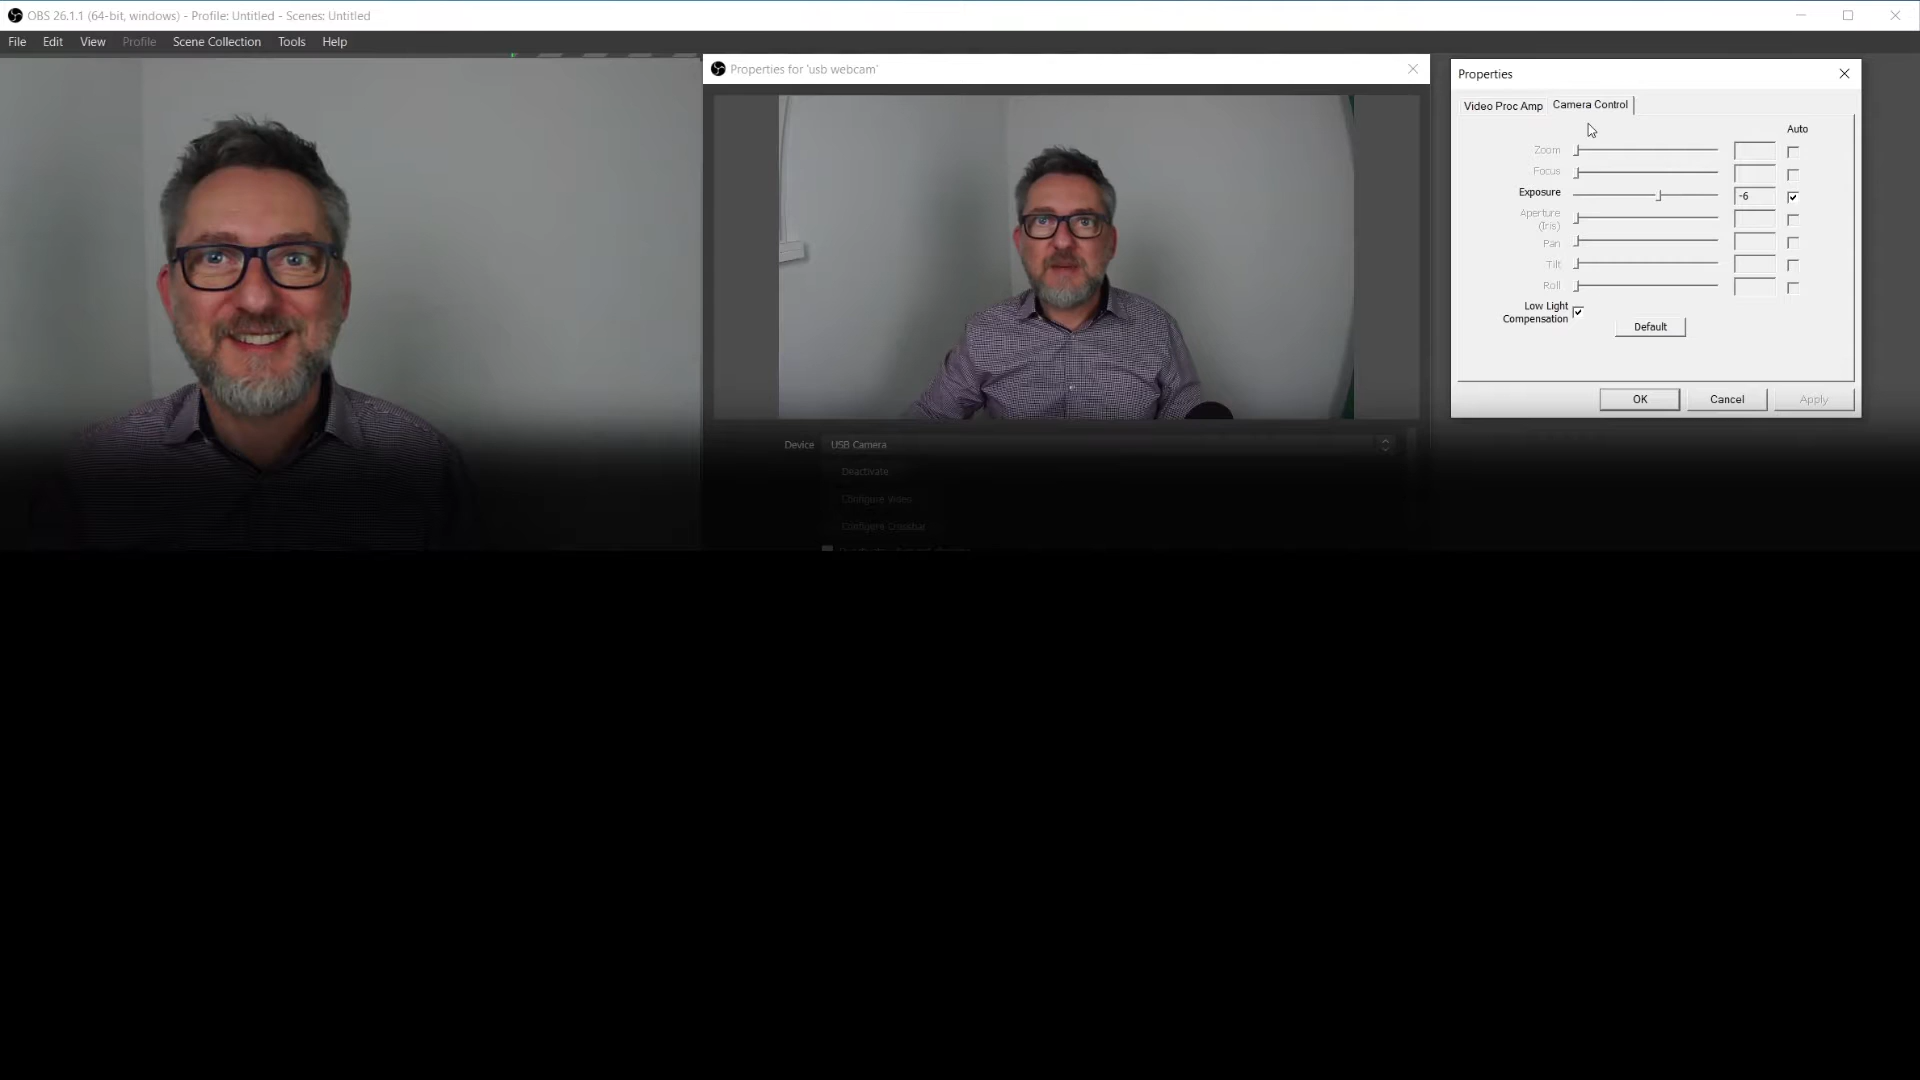 OBS 26.1.1 (64-bit, windows) - Profile: Untitled - Scenes: Untitled
File Edit View Profile Scene Collection Tools Help
Properties for 'usb webcam'
Device USB Camera
Deactivate
Configure Video
Configure Crossbar
Properties
Video Proc Amp Camera Control
Auto
Zoom
Focus
Exposure -6
Aperture
(Iris)
Pan
Tilt
Roll
Low Light
Compensation
Default
OK Cancel Apply